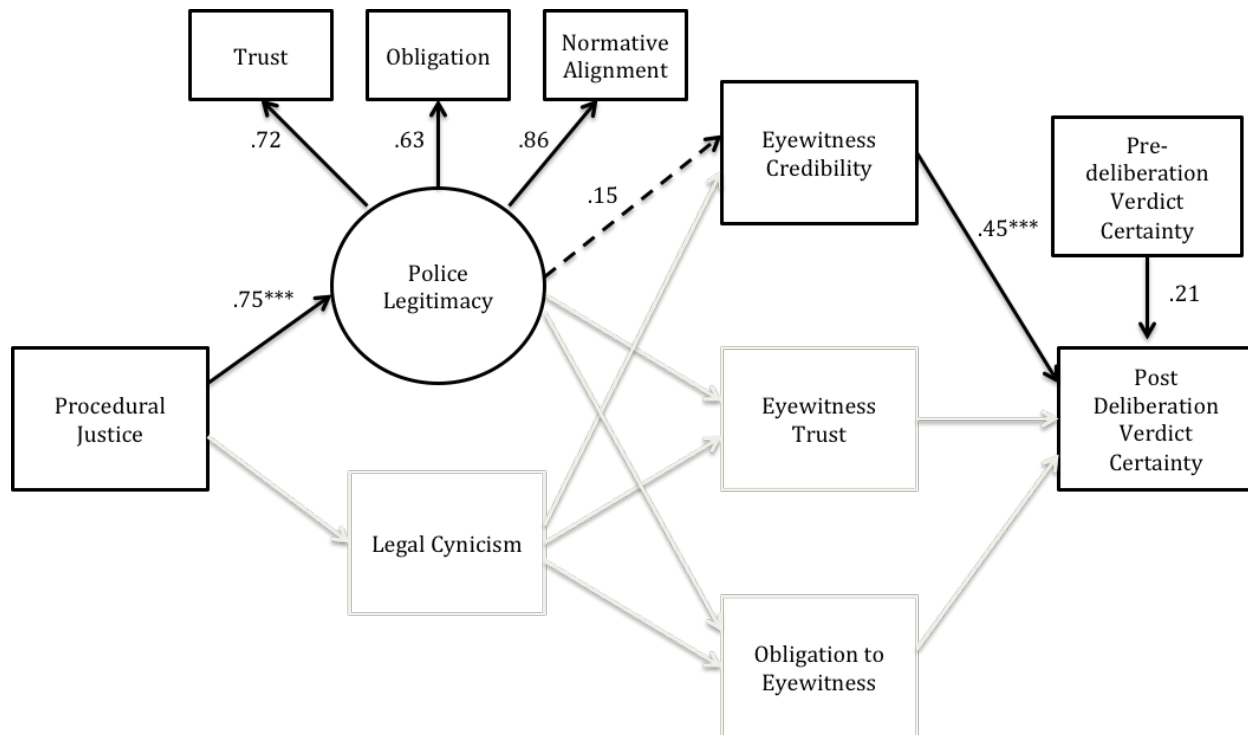 Trust
Obligation
Normative
Alignment
.72
.63
.86
Eyewitness
Credibility
Pre-
deliberation
Verdict
Certainty
.15
.45***
Police
Legitimacy
.75***
.21
Procedural
Justice
Eyewitness
Trust
Post
Deliberation
Verdict
Certainty
Legal Cynicism
Obligation to
Eyewitness